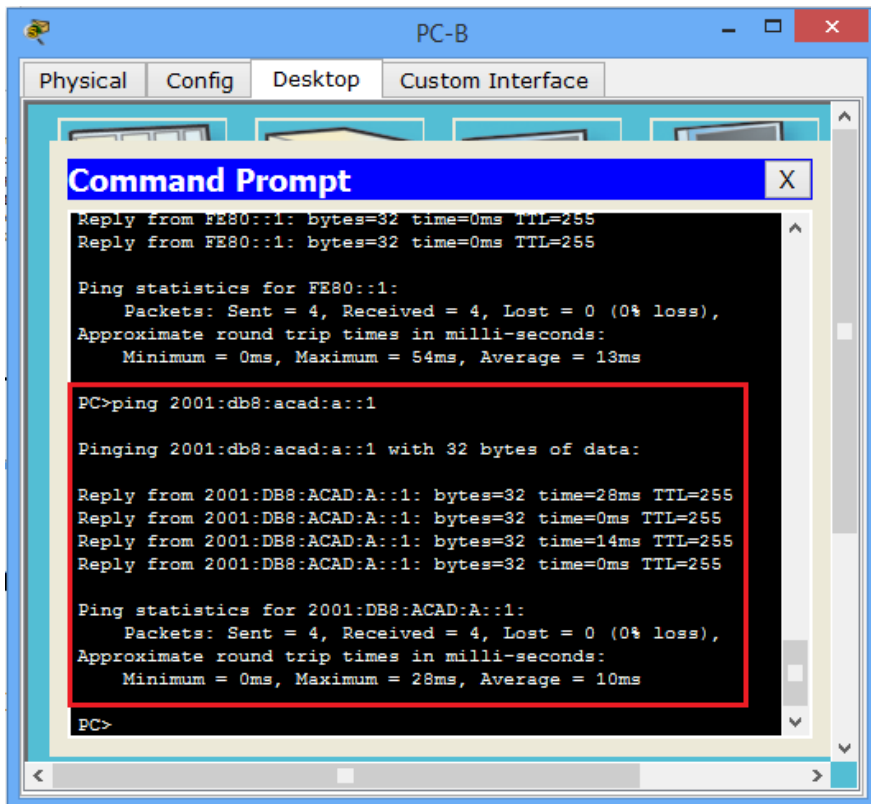 PC-B
Physical Config Desktop Custom Interface
Command Prompt X
Reply from FE80::1: bytes=32 time=0ms TTL=255
Reply from FE80::1: bytes=32 time=0ms TTL=255
Ping statistics for FE80::1:
Packets: Sent = 4, Received = 4, Lost = 0 (0% loss),
Approximate round trip times in milli-seconds:
Minimum = 0ms, Maximum = 54ms, Average = 13ms
PC>ping 2001:db8:acad:a::1
Pinging 2001:db8:acad:a::1 with 32 bytes of data:
Reply from 2001:DB8:ACAD:A::1: bytes=32 time=28ms TTL=255
Reply from 2001:DB8:ACAD:A::1: bytes=32 time=0ms TTL=255
Reply from 2001:DB8:ACAD:A::1: bytes=32 time=14ms TTL=255
Reply from 2001:DB8:ACAD:A::1: bytes=32 time=0ms TTL=255
Ping statistics for 2001:DB8:ACAD:A::1:
Packets: Sent = 4, Received = 4, Lost = 0 (0% loss),
Approximate round trip times in milli-seconds:
Minimum = 0ms, Maximum = 28ms, Average = 10ms
PC>